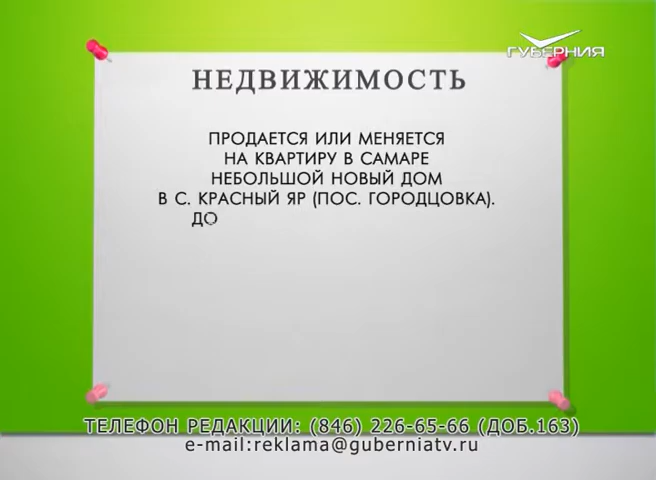 ГУБЕРНИЯ
НЕДВИЖИМОСТЬ
ПРОДАЕТСЯ ИЛИ МЕНЯЕТСЯ
НА КВАРТИРУ В САМАРЕ
НЕБОЛЬШОЙ НОВЫЙ ДОМ
В С. КРАСНЫЙ ЯР (ПОС. ГОРОДЦОВКА).
ДО
ТЕЛЕФОН РЕДАКЦИИ: (846) 226-65-66 (ДОБ.163)
e-mail:reklama@guberniatv.ru